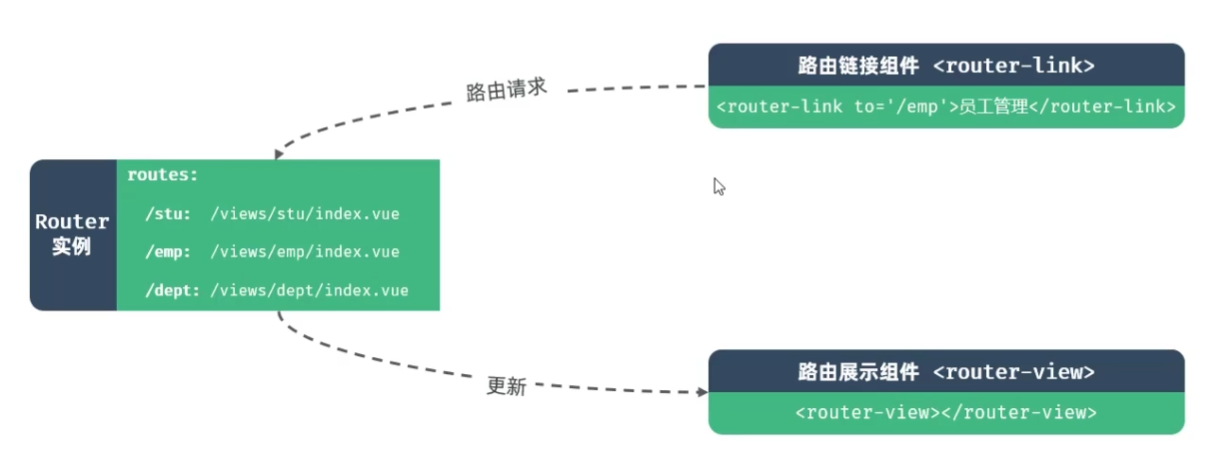 路由链接组件 <router-link>
<router-link to='/emp'>员工管理</router-link>
路由请求
Router
实例
routes:
/stu: /views/stu/index.vue
/emp: /views/emp/index.vue
/dept: /views/dept/index.vue
更新
路由展示组件 <router-view>
<router-view></router-view>